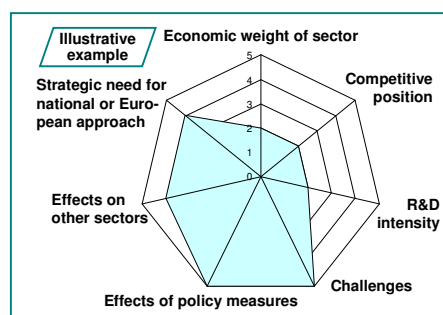 Illustrative
example
Economic weight of sector
Strategic need for
national or Euro-
pean approach
Competitive
position
5
4
3
2
1
0
Effects on
other sectors
R&D
intensity
Challenges
Effects of policy measures